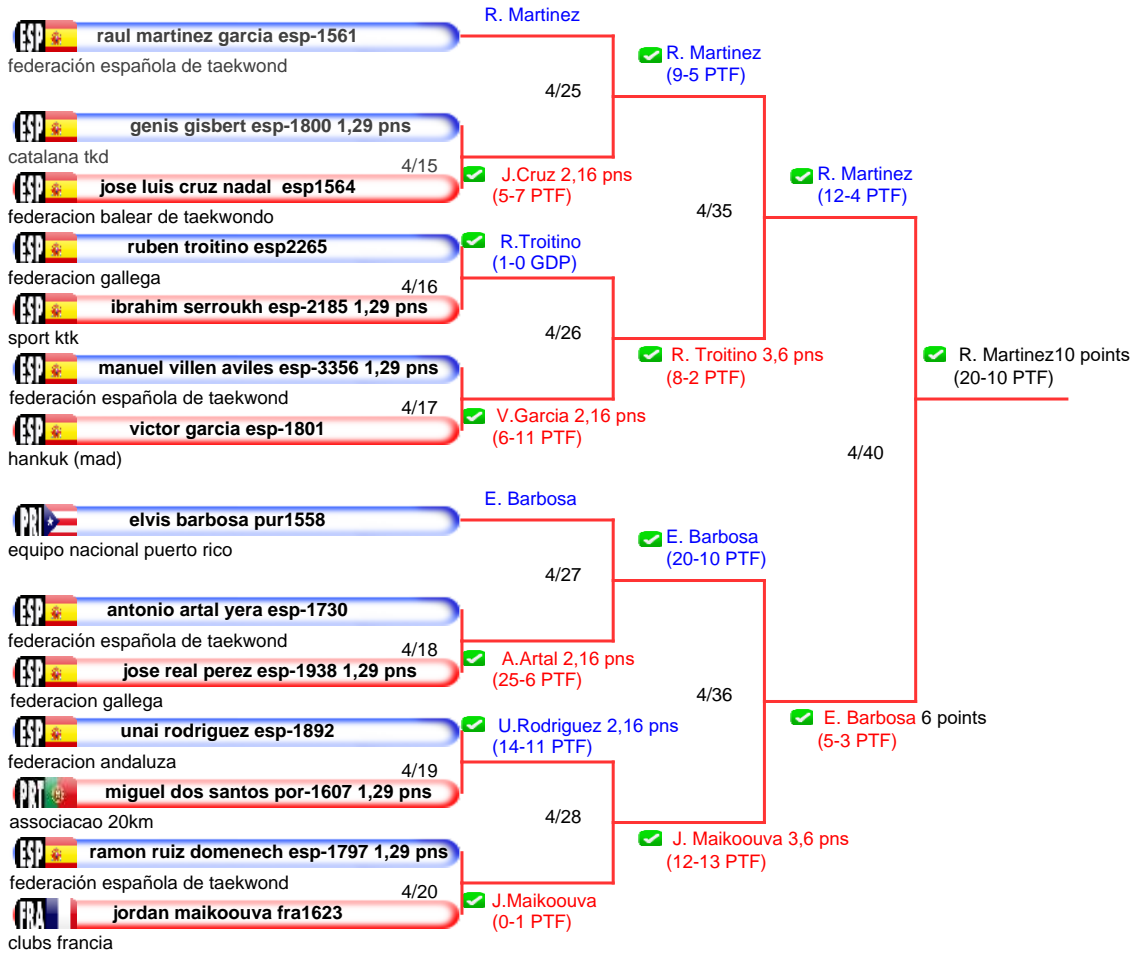 R. Martinez
ESP raul martinez garcia esp-1561
federación española de taekwond
R. Martinez
(9-5 PTF)
4/25
ESP genis gisbert esp-1800 1,29 pns
catalana tkd
4/15
J.Cruz 2,16 pns
(5-7 PTF)
ESP jose luis cruz nadal esp1564
federacion balear de taekwondo
R. Martinez
(12-4 PTF)
4/35
ESP ruben troitino esp2265
federacion gallega
R.Troitino
(1-0 GDP)
4/16
ESP ibrahim serroukh esp-2185 1,29 pns
sport ktk
4/26
R. Troitino 3,6 pns
(8-2 PTF)
ESP manuel villen aviles esp-3356 1,29 pns
federación española de taekwond
4/17
V.Garcia 2,16 pns
(6-11 PTF)
ESP victor garcia esp-1801
hankuk (mad)
R. Martinez10 points
(20-10 PTF)
4/40
E. Barbosa
PRI elvis barbosa pur1558
equipo nacional puerto rico
E. Barbosa
(20-10 PTF)
4/27
ESP antonio artal yera esp-1730
federación española de taekwond
4/18
A.Artal 2,16 pns
(25-6 PTF)
ESP jose real perez esp-1938 1,29 pns
federacion gallega
4/36
E. Barbosa 6 points
(5-3 PTF)
ESP unai rodriguez esp-1892
federacion andaluza
U.Rodriguez 2,16 pns
(14-11 PTF)
4/19
PRT miguel dos santos por-1607 1,29 pns
associacao 20km
4/28
J. Maikoouva 3,6 pns
(12-13 PTF)
ESP ramon ruiz domenech esp-1797 1,29 pns
federación española de taekwond
4/20
J.Maikoouva
(0-1 PTF)
FRA jordan maikoouva fra1623
clubs francia